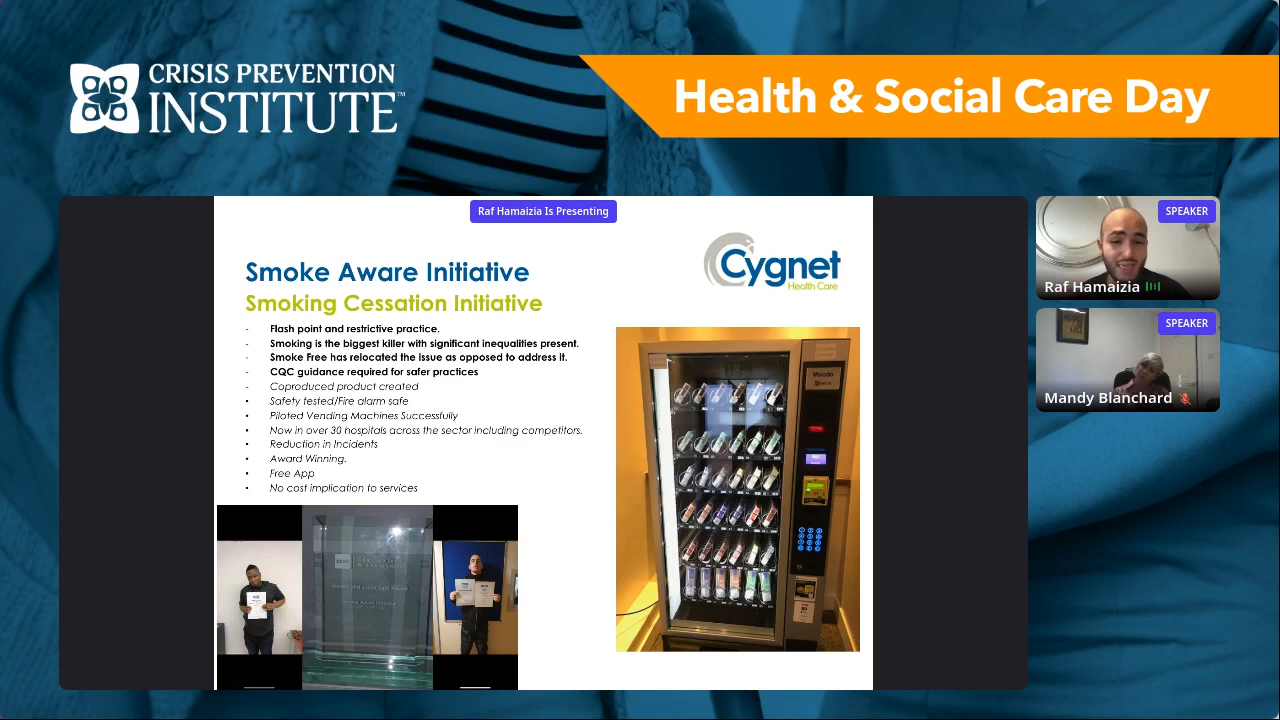 CRISIS PREVENTION
INSTITUTE™
Health & Social Care Day
Raf Hamaizia Is Presenting
Cygnet
Health Care
Smoke Aware Initiative
Smoking Cessation Initiative
- Flash point and restrictive practice.
- Smoking is the biggest killer with significant inequalities present.
- Smoke Free has relocated the issue as opposed to address it.
- CQC guidance required for safer practices
- Coproduced product created
• Safety tested/Fire alarm safe
• Piloted Vending Machines Successfully
• Now in over 30 hospitals across the sector including competitors.
• Reduction in Incidents
• Award Winning.
• Free App
• No cost implication to services
SPEAKER
Raf Hamaizia
SPEAKER
Mandy Blanchard